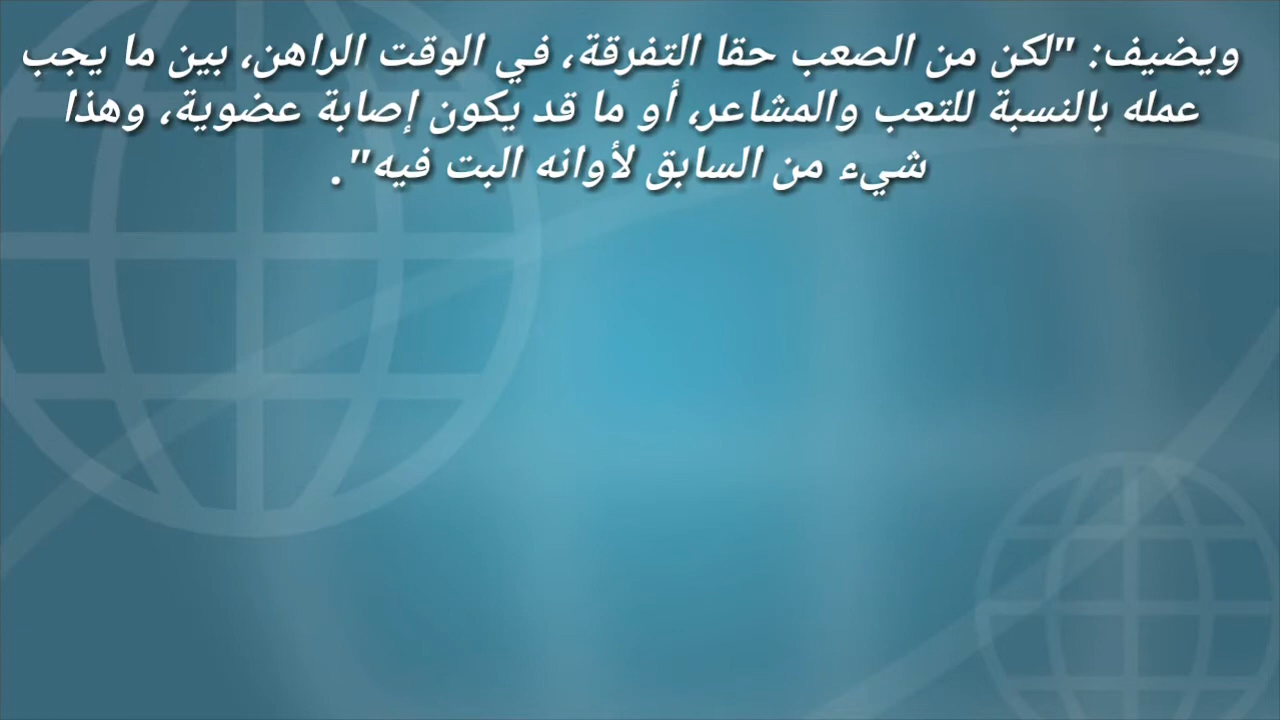 ويضيف: "لكن من الصعب حقا التفرقة، في الوقت الراهن، بين ما يجب
عمله بالنسبة للتعب والمشاعر، أو ما قد يكون إصابة عضوية، وهذا
شيء من السابق لأوانه البت فيه".